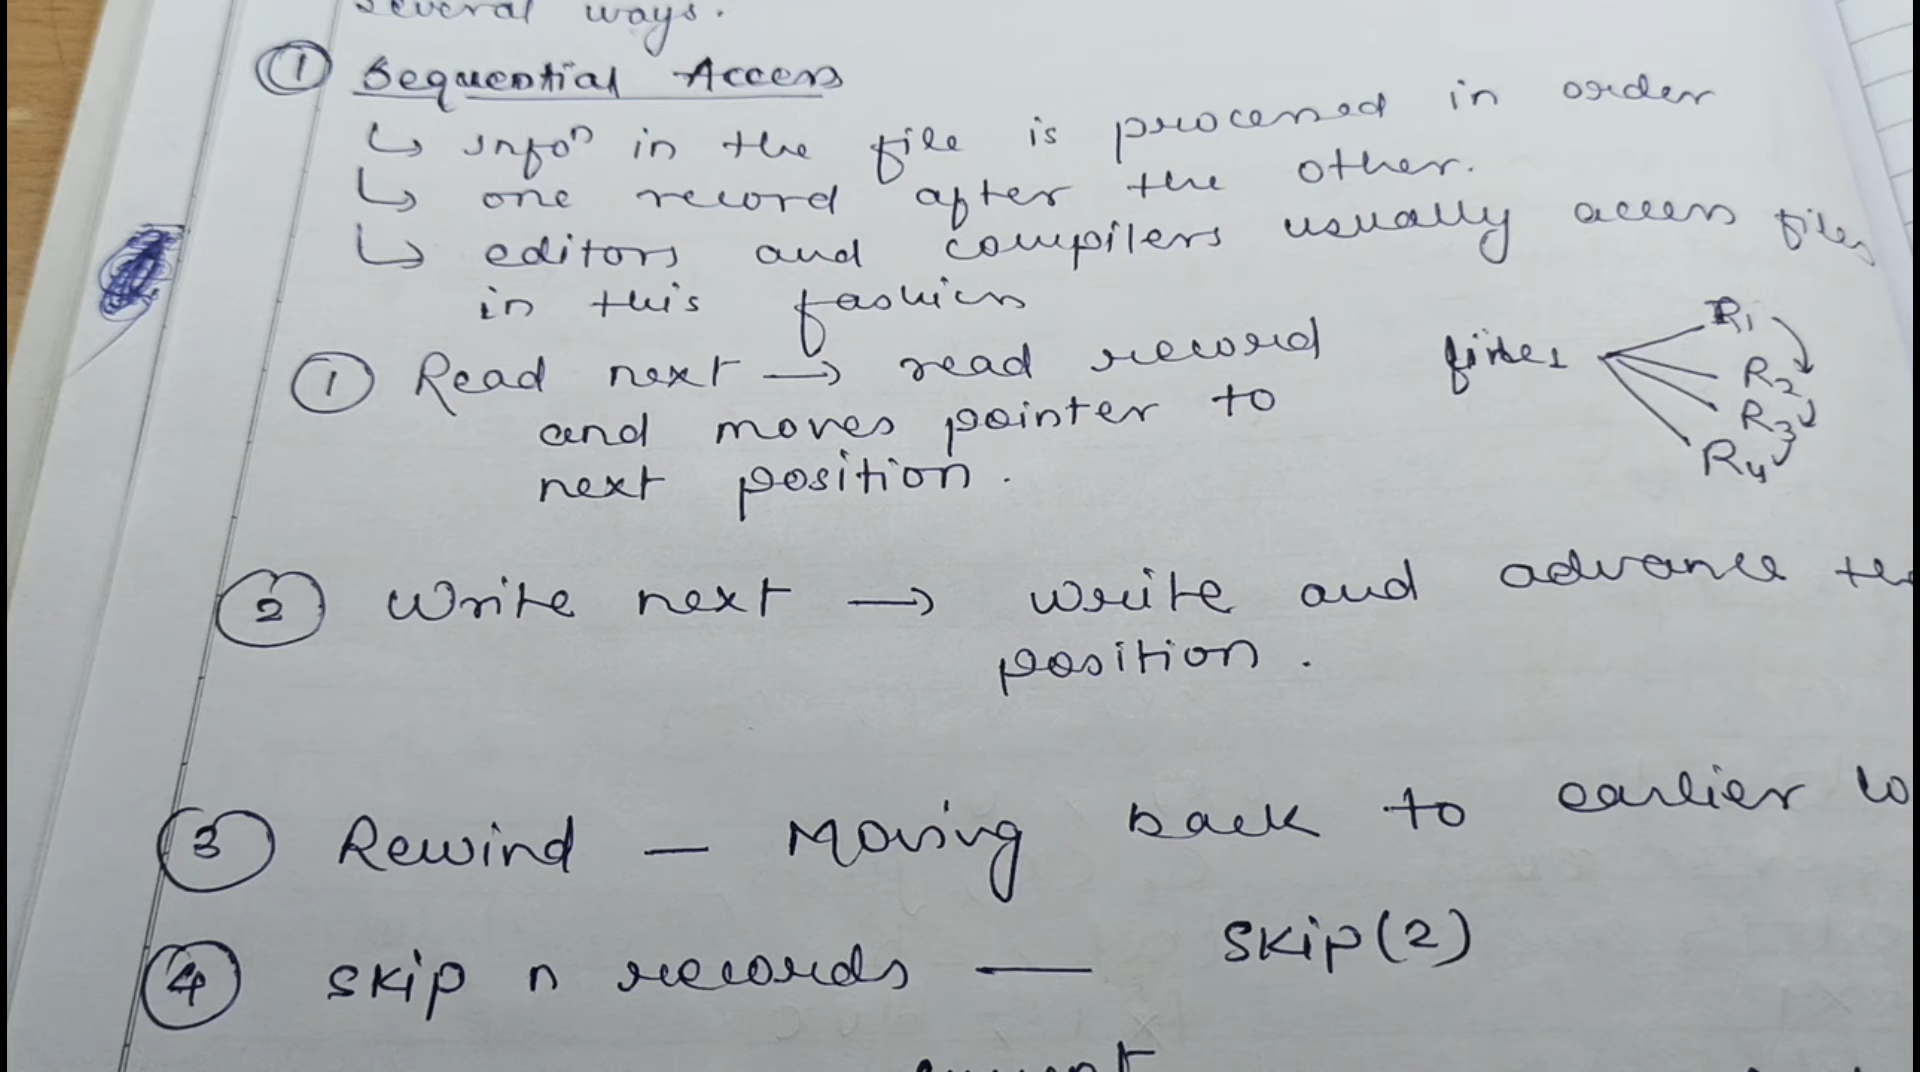 several ways.
① Sequential Access
↳ infoⁿ in the file is processed in order
↳ one record after the other.
↳ editors and compilers usually access files
in this fashion
① Read next → read record
and moves pointer to
next position.
files R1
R2
R3
R4
② Write next → write and advance the
position.
③ Rewind — Moving back to earlier lo
④ skip n records — skip(2)